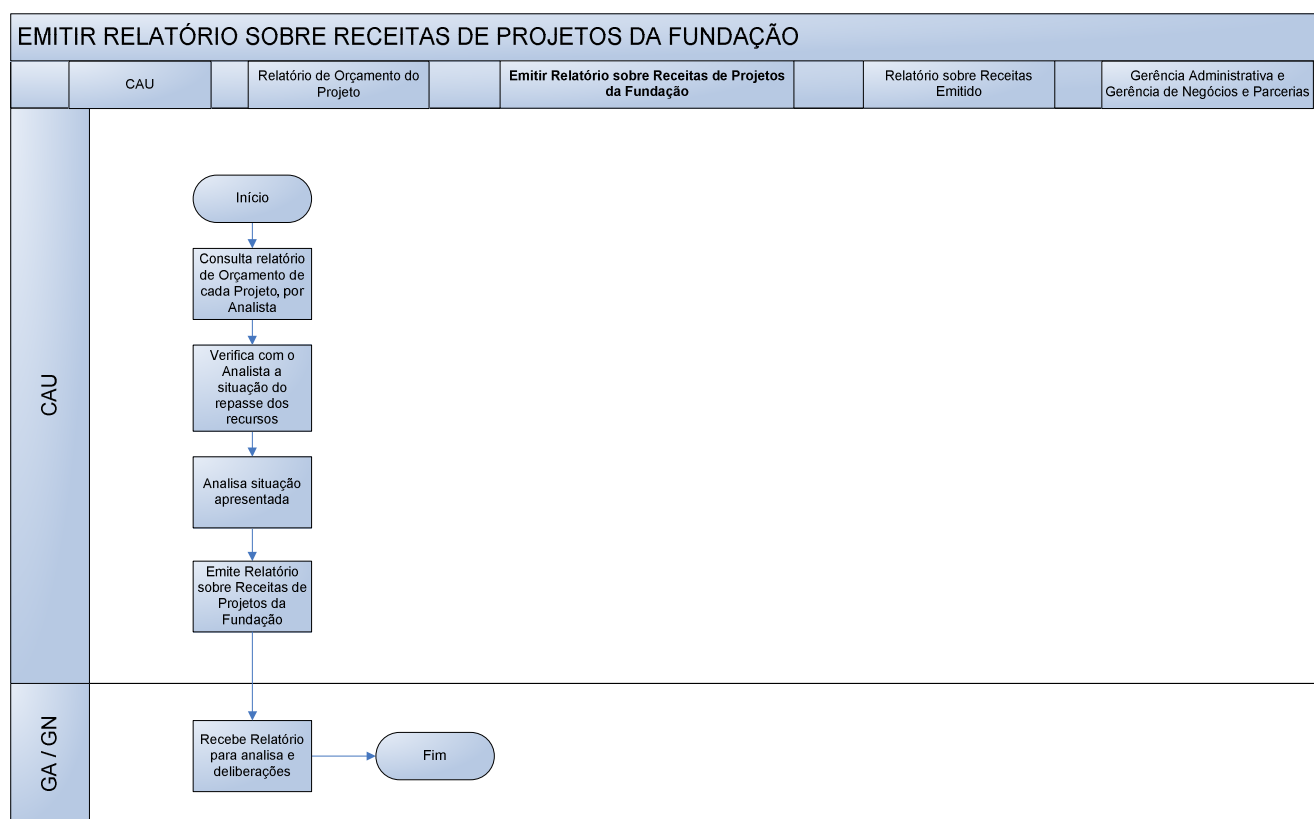 EMITIR RELATÓRIO SOBRE RECEITAS DE PROJETOS DA FUNDAÇÃO
CAU
Relatório de Orçamento do
Projeto
Emitir Relatório sobre Receitas de Projetos
da Fundação
Relatório sobre Receitas
Emitido
Gerência Administrativa e
Gerência de Negócios e Parcerias
CAU
Início
Consulta relatório
de Orçamento de
cada Projeto, por
Analista
Verifica com o
Analista a
situação do
repasse dos
recursos
Analisa situação
apresentada
Emite Relatório
sobre Receitas de
Projetos da
Fundação
GA / GN
Recebe Relatório
para analisa e
deliberações
Fim